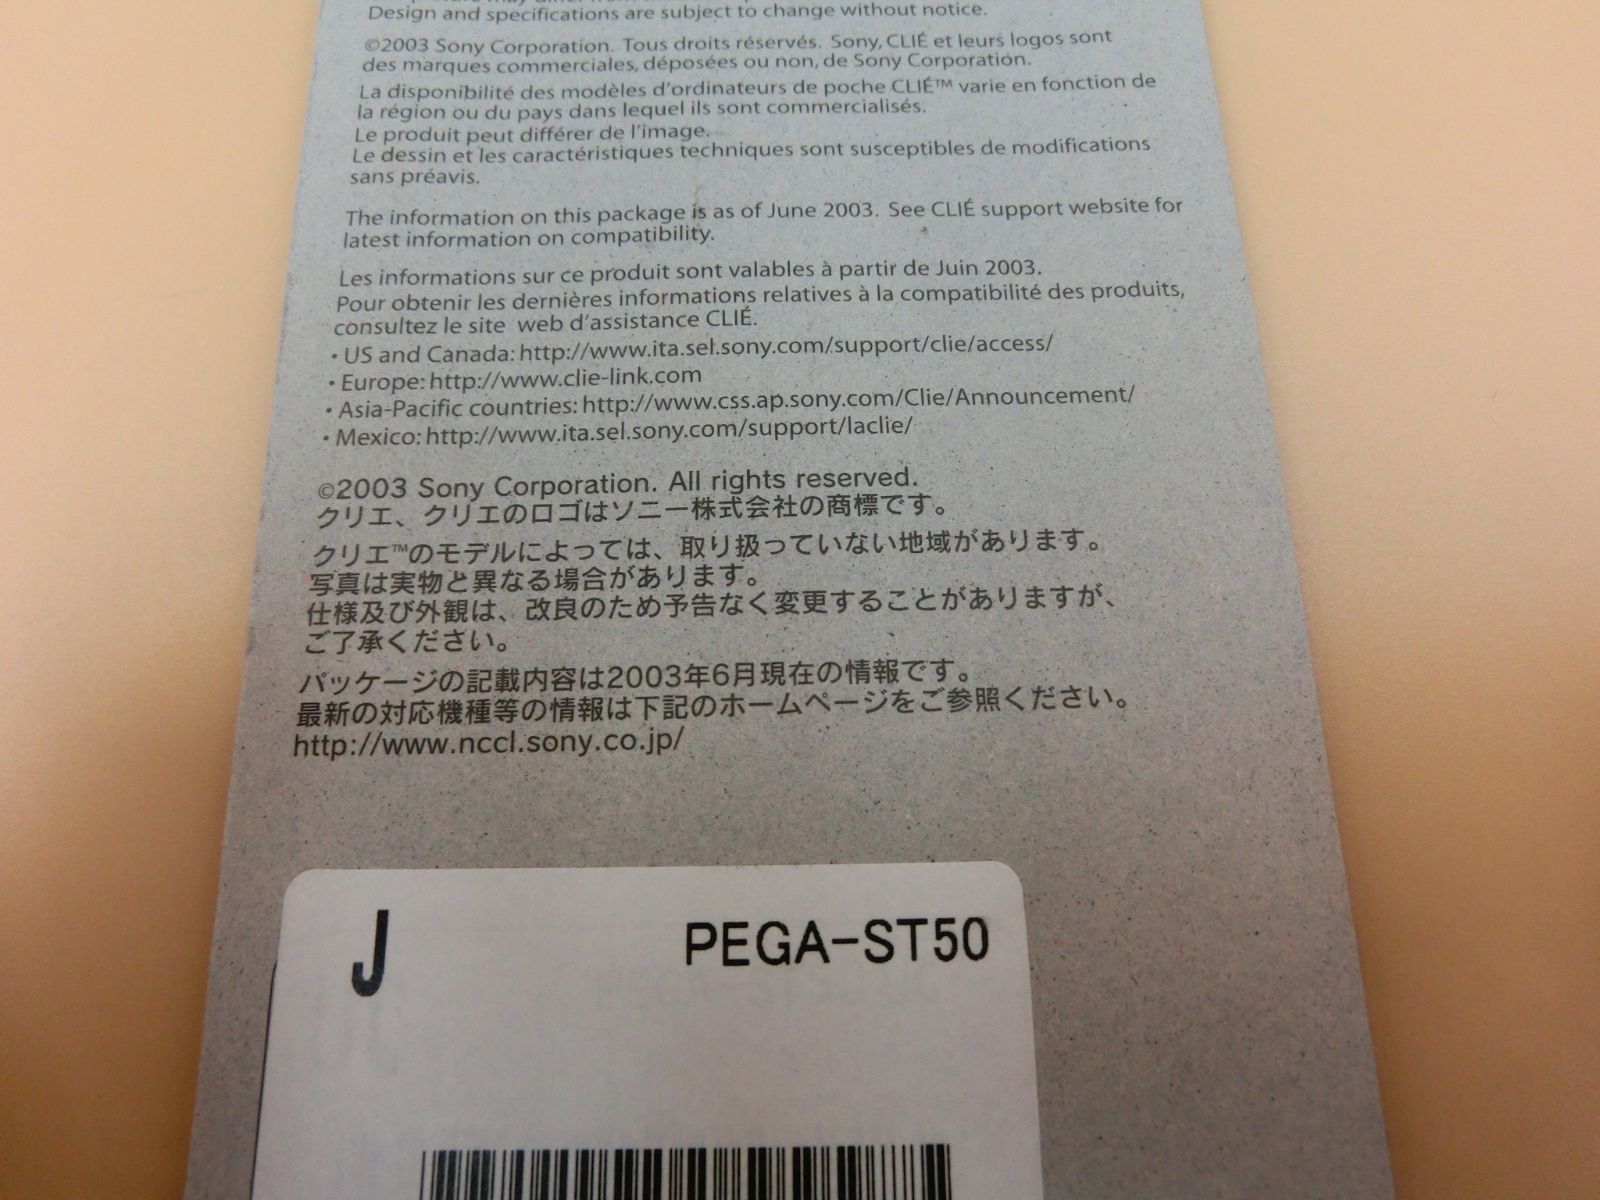 Design and specifications are subject to change without notice.
©2003 Sony Corporation. Tous droits réservés. Sony, CLIÉ et leurs logos sont
des marques commerciales, déposées ou non, de Sony Corporation.
La disponibilité des modèles d'ordinateurs de poche CLIÉ™ varie en fonction de
la région ou du pays dans lequel ils sont commercialisés.
Le produit peut différer de l'image.
Le dessin et les caractéristiques techniques sont susceptibles de modifications
sans préavis.
The information on this package is as of June 2003. See CLIÉ support website for
latest information on compatibility.
Les informations sur ce produit sont valables à partir de Juin 2003.
Pour obtenir les dernières informations relatives à la compatibilité des produits,
consultez le site web d'assistance CLIÉ.
・US and Canada: http://www.ita.sel.sony.com/support/clie/access/
・Europe: http://www.clie-link.com
・Asia-Pacific countries: http://www.css.ap.sony.com/Clie/Announcement/
・Mexico: http://www.ita.sel.sony.com/support/laclie/
©2003 Sony Corporation. All rights reserved.
クリエ、クリエのロゴはソニー株式会社の商標です。
クリエ™のモデルによっては、取り扱っていない地域があります。
写真は実物と異なる場合があります。
仕様及び外観は、改良のため予告なく変更することがありますが、
ご了承ください。
パッケージの記載内容は2003年6月現在の情報です。
最新の対応機種等の情報は下記のホームページをご参照ください。
http://www.nccl.sony.co.jp/
J PEGA-ST50